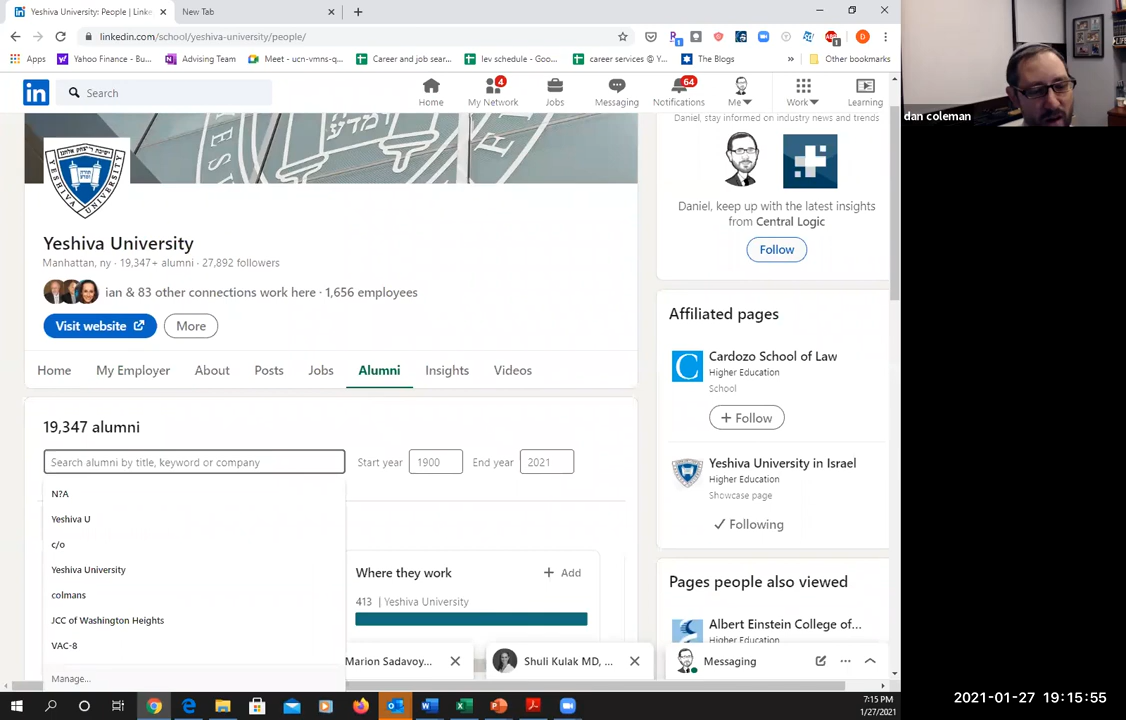 Yeshiva University: People | Linke
New Tab
linkedin.com/school/yeshiva-university/people/
Apps
Yahoo Finance - Bu...
Advising Team
Meet - ucn-vmns-q...
Career and job sear...
lev schedule - Goo...
career services @ Y...
The Blogs
»
Other bookmarks
Search
Home
4
My Network
Jobs
Messaging
64
Notifications
Me
Work
Learning
dan coleman
Daniel, stay informed on industry news and trends
Daniel, keep up with the latest insights
from Central Logic
Follow
YESHIVA UNIVERSITY
Yeshiva University
Manhattan, ny · 19,347+ alumni · 27,892 followers
ian & 83 other connections work here · 1,656 employees
Visit website
More
Home
My Employer
About
Posts
Jobs
Alumni
Insights
Videos
19,347 alumni
Search alumni by title, keyword or company
Start year
1900
End year
2021
N?A
Yeshiva U
c/o
Yeshiva University
colmans
JCC of Washington Heights
VAC-8
Manage...
Where they work
+ Add
413 | Yeshiva University
Affiliated pages
Cardozo School of Law
Higher Education
School
+ Follow
Yeshiva University in Israel
Higher Education
Showcase page
Following
Pages people also viewed
Albert Einstein College of...
Higher Education
Marion Sadavoy...
Shuli Kulak MD, ...
Messaging
7:15 PM
1/27/2021
2021-01-27 19:15:55